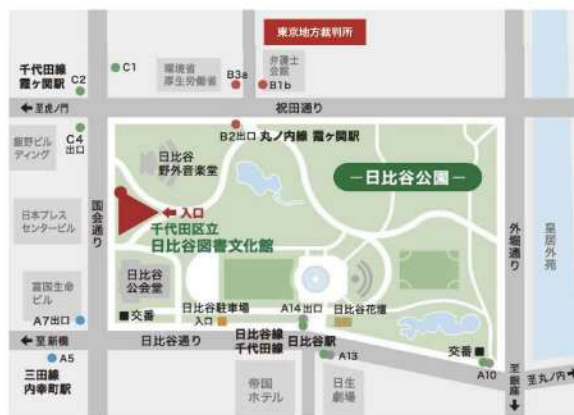 東京地方裁判所
千代田線
霞ヶ関駅
C2
C1
環境省
厚生労働省
B3a
弁護士
会館
B1b
←至虎ノ門
祝田通り
飯野ビル
ディング
C4
出口
B2出口 丸ノ内線 霞ヶ関駅
日比谷
野外音楽堂
―日比谷公園―
国会通り
外堀通り
皇居外苑
日本プレス
センタービル
←入口
千代田区立
日比谷図書文化館
富国生命
ビル
日比谷
公会堂
A7出口
■交番
日比谷駐車場
入口
A14出口
日比谷花壇
←至新橋
日比谷通り
日比谷線
千代田線
日比谷駅
A13
交番■
A10
至銀座
至丸ノ内
A5
三田線
内幸町駅
帝国
ホテル
日生
劇場